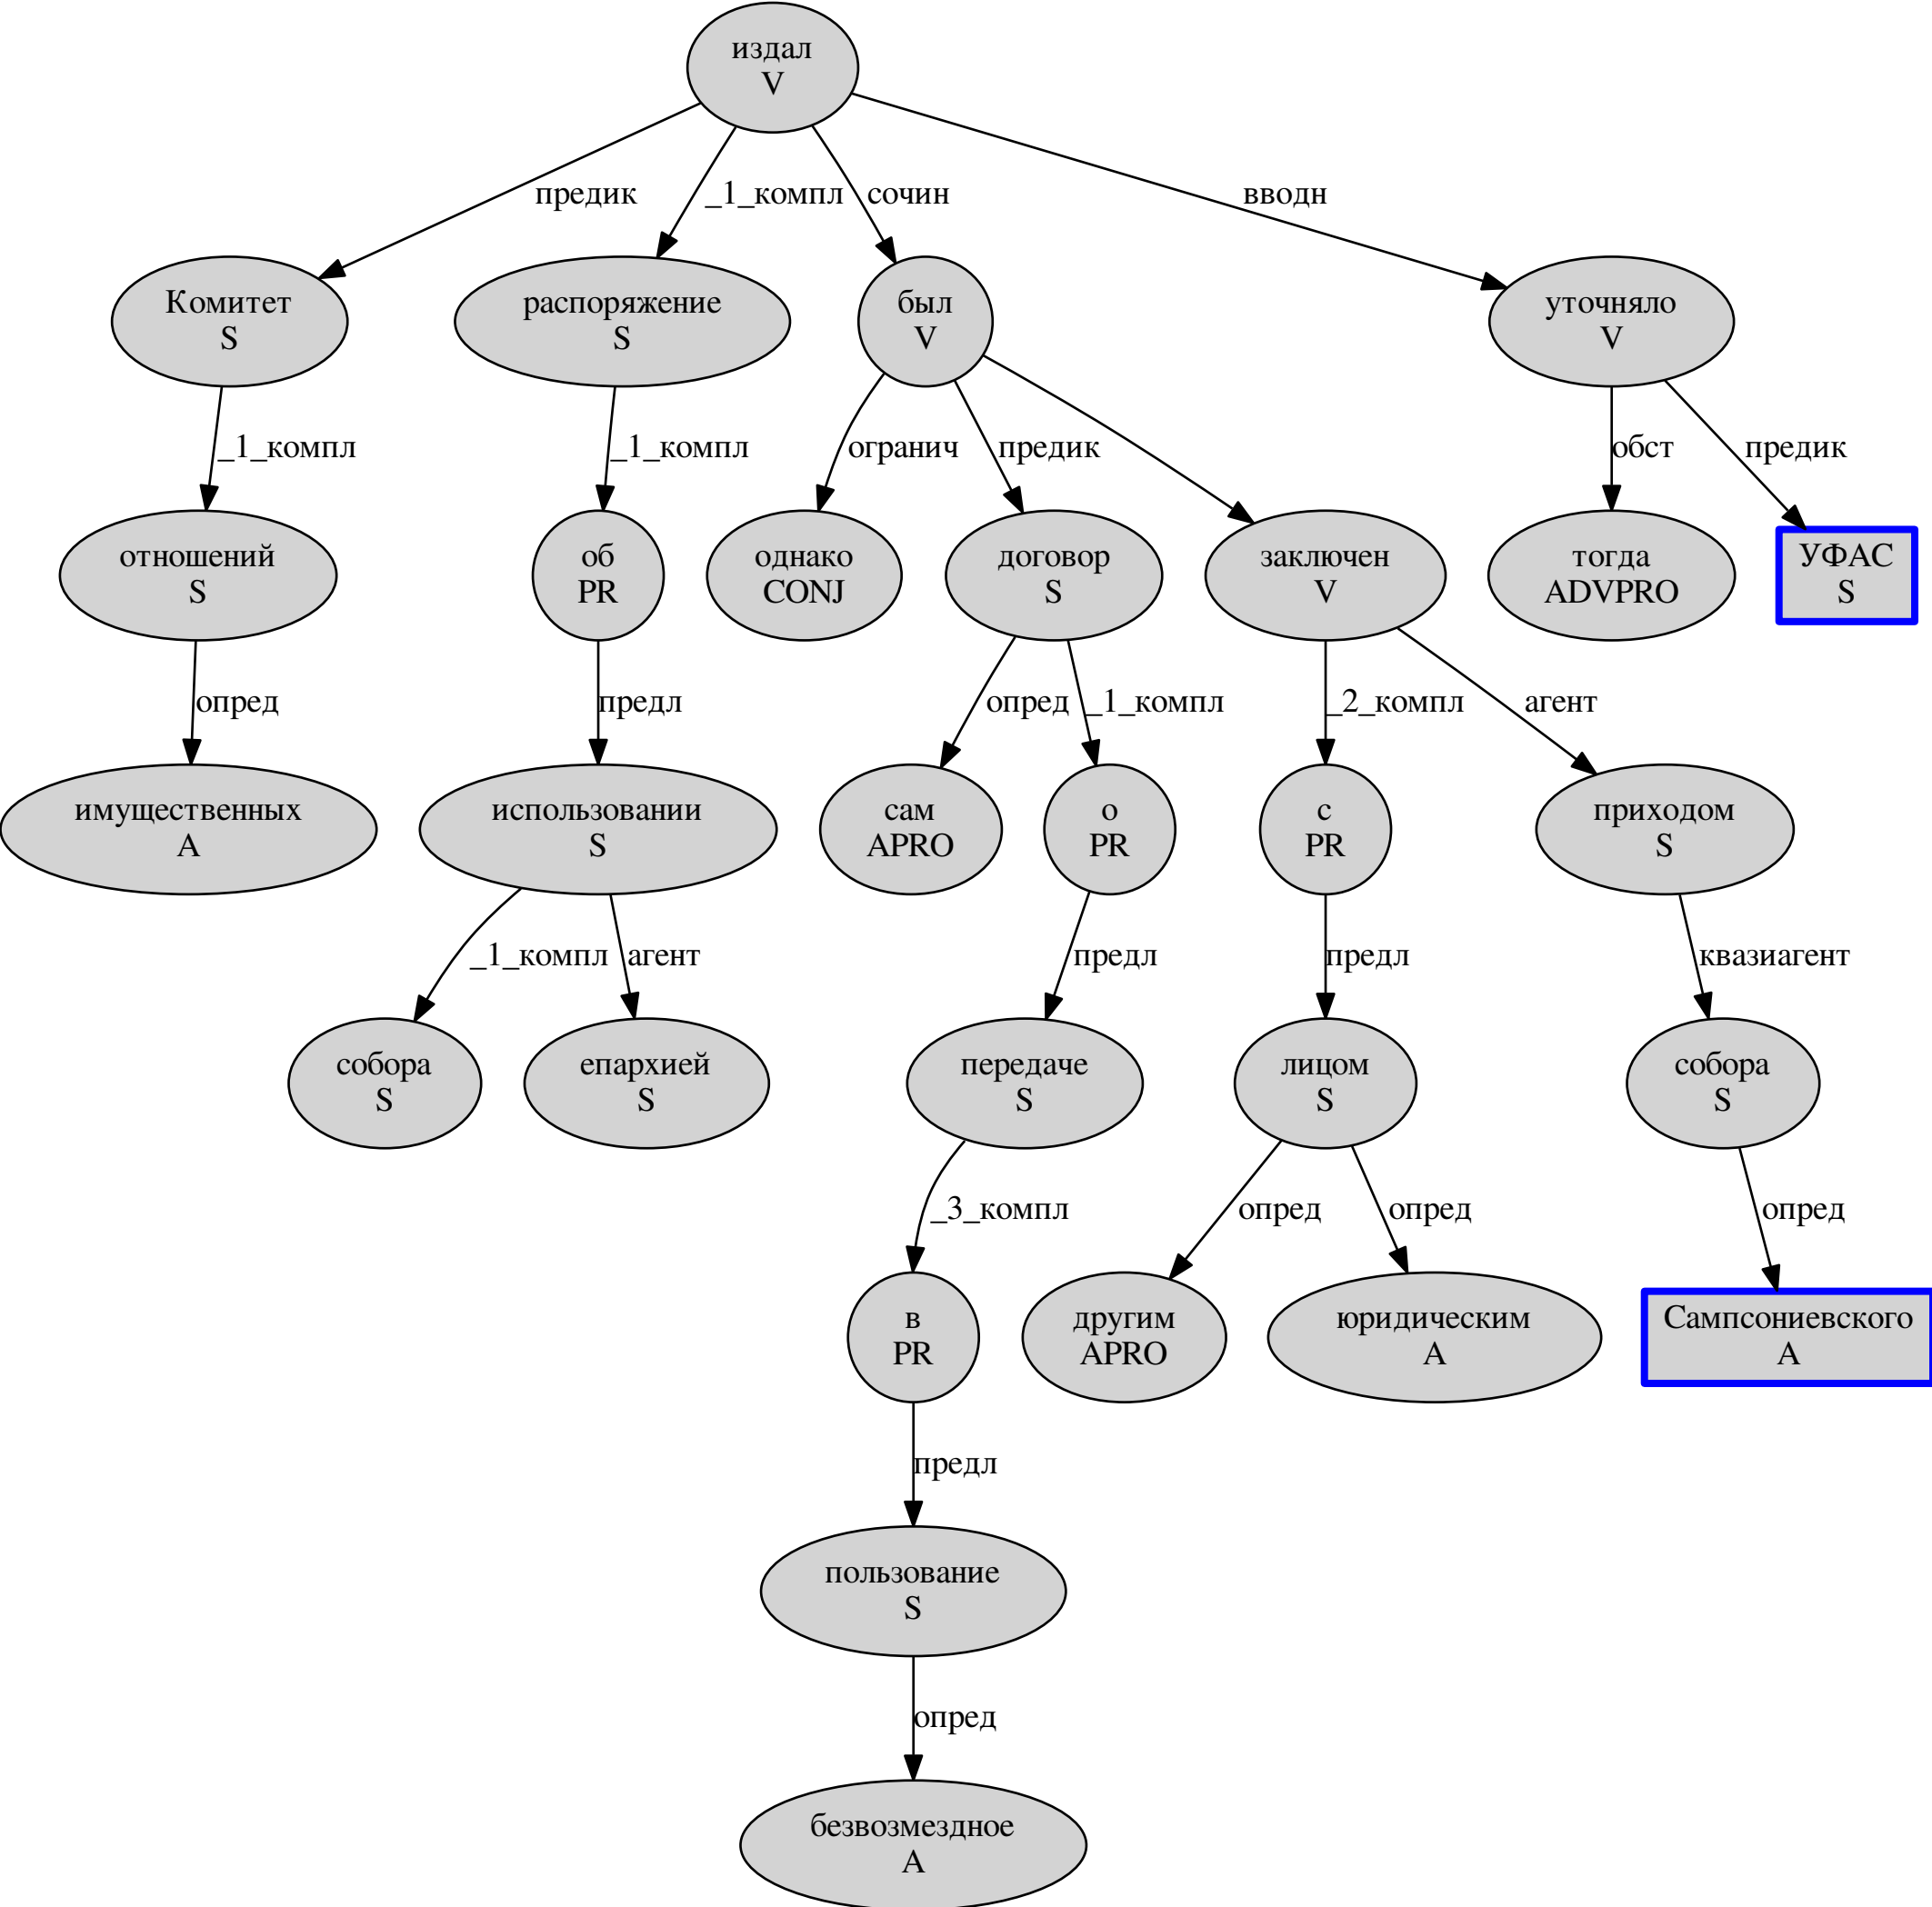 издал
V
предик
_1_компл
сочин
вводн
Комитет
S
распоряжение
S
был
V
уточняло
V
_1_компл
_1_компл
огранич
предик
обст
предик
отношений
S
об
PR
однако
CONJ
договор
S
заключен
V
тогда
ADVPRO
УФАС
S
опред
предл
опред
_1_компл
_2_компл
агент
имущественных
A
использовании
S
сам
APRO
о
PR
с
PR
приходом
S
_1_компл
агент
предл
предл
квазиагент
собора
S
епархией
S
передаче
S
лицом
S
собора
S
_3_компл
опред
опред
опред
в
PR
другим
APRO
юридическим
A
Сампсониевского
A
предл
пользование
S
опред
безвозмездное
A